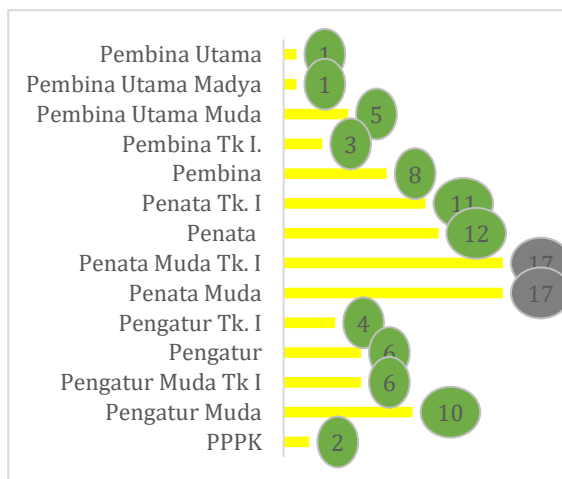 Pembina Utama 1
Pembina Utama Madya 1
Pembina Utama Muda 5
Pembina Tk I. 3
Pembina 8
Penata Tk. I 11
Penata 12
Penata Muda Tk. I 17
Penata Muda 17
Pengatur Tk. I 4
Pengatur 6
Pengatur Muda Tk I 6
Pengatur Muda 10
PPPK 2